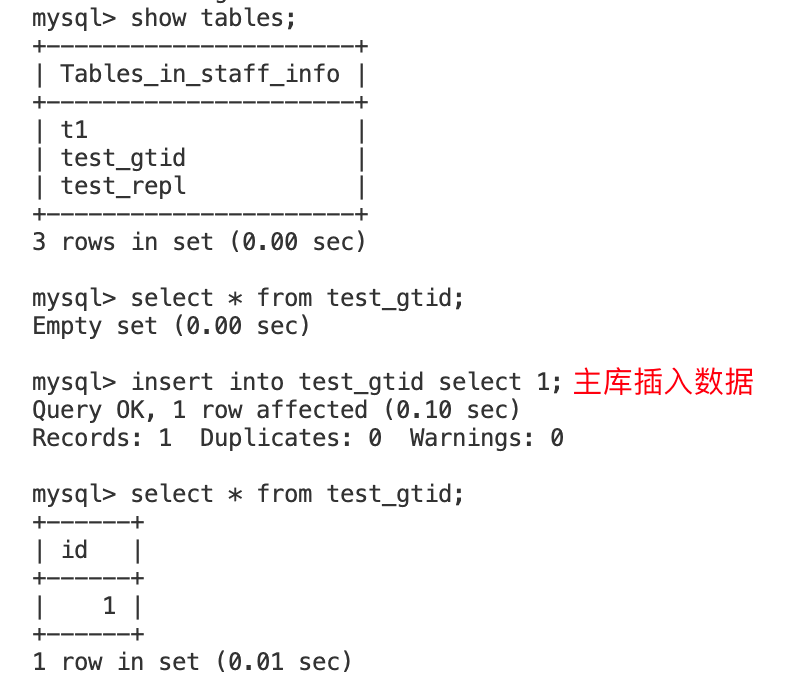 mysql> show tables;
+----------------------+
| Tables_in_staff_info |
+----------------------+
| t1                   |
| test_gtid            |
| test_repl            |
+----------------------+
3 rows in set (0.00 sec)
mysql> select * from test_gtid;
Empty set (0.00 sec)
mysql> insert into test_gtid select 1; 主库插入数据
Query OK, 1 row affected (0.10 sec)
Records: 1  Duplicates: 0  Warnings: 0
mysql> select * from test_gtid;
+------+
| id   |
+------+
|    1 |
+------+
1 row in set (0.01 sec)